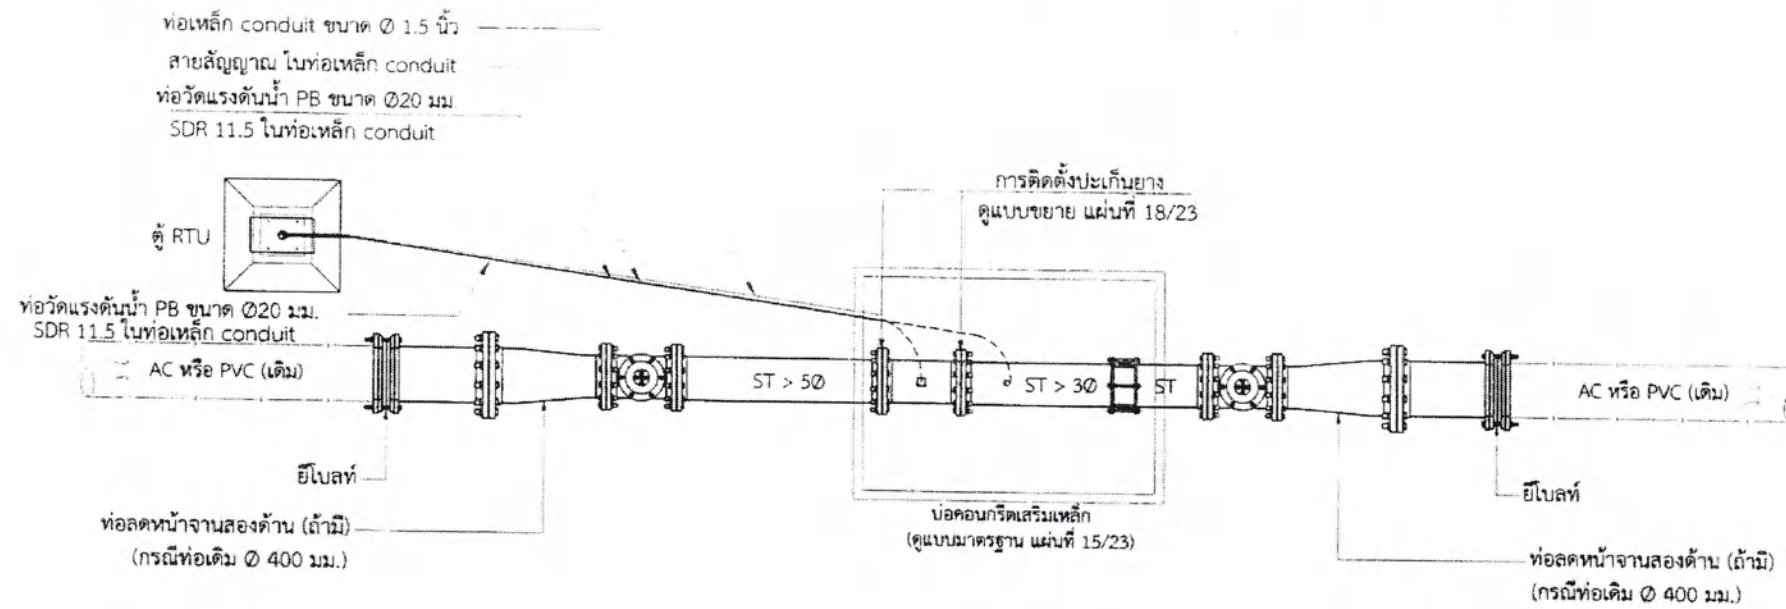 ท่อเหล็ก conduit ขนาด Ø 1.5 นิ้ว
สายสัญญาณ ในท่อเหล็ก conduit
ท่อวัดแรงดันน้ำ PB ขนาด Ø20 มม.
SDR 11.5 ในท่อเหล็ก conduit
การติดตั้งปะเก็นยาง
ดูแบบขยาย แผ่นที่ 18/23
ตู้ RTU
ท่อวัดแรงดันน้ำ PB ขนาด Ø20 มม.
SDR 11.5 ในท่อเหล็ก conduit
AC หรือ PVC (เดิม)
ST > 5Ø
ST > 3Ø
ST
AC หรือ PVC (เดิม)
ยีโบลท์
ยีโบลท์
ท่อลดหน้าจานสองด้าน (ถ้ามี)
(กรณีท่อเดิม Ø 400 มม.)
บ่อคอนกรีตเสริมเหล็ก
(ดูแบบมาตรฐาน แผ่นที่ 15/23)
ท่อลดหน้าจานสองด้าน (ถ้ามี)
(กรณีท่อเดิม Ø 400 มม.)